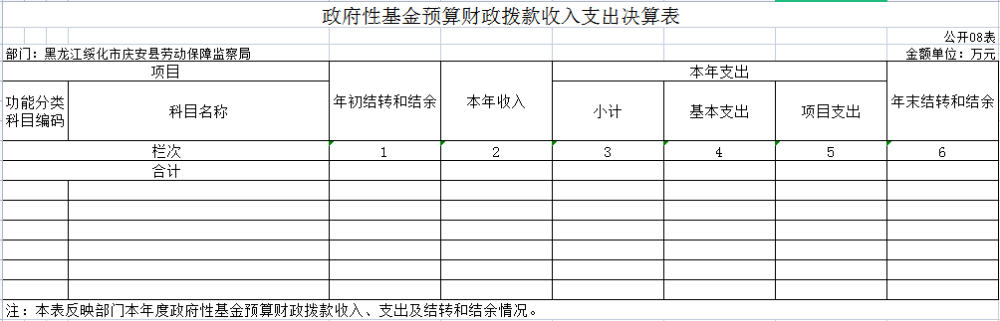 政府性基金预算财政拨款收入支出决算表
公开08表
部门：黑龙江绥化市庆安县劳动保障监察局 金额单位：万元
项目 年初结转和结余 本年收入 本年支出 年末结转和结余
功能分类科目编码 科目名称 小计 基本支出 项目支出
栏次 1 2 3 4 5 6
合计
注：本表反映部门本年度政府性基金预算财政拨款收入、支出及结转和结余情况。